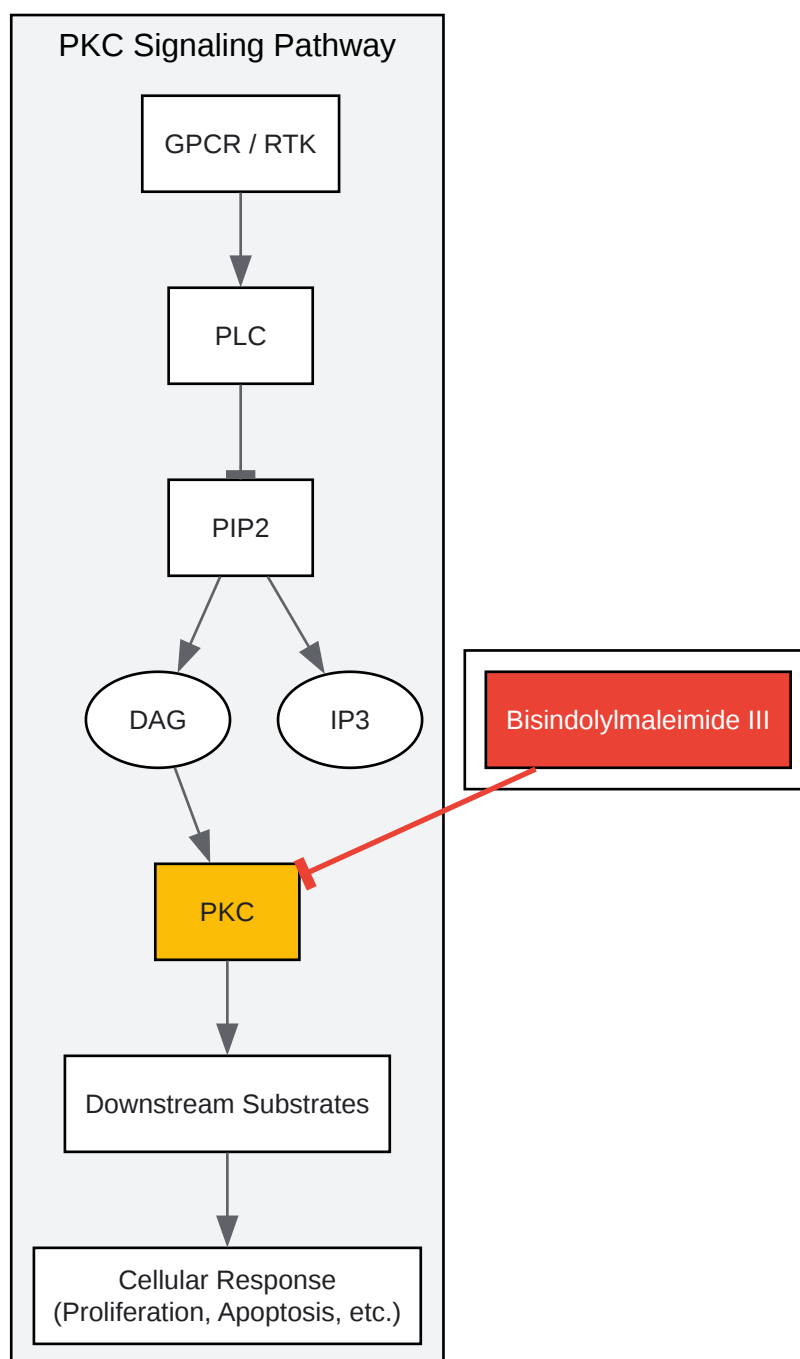 PKC Signaling Pathway
GPCR / RTK
PLC
PIP2
DAG
IP3
Bisindolylmaleimide III
PKC
Downstream Substrates
Cellular Response
(Proliferation, Apoptosis, etc.)